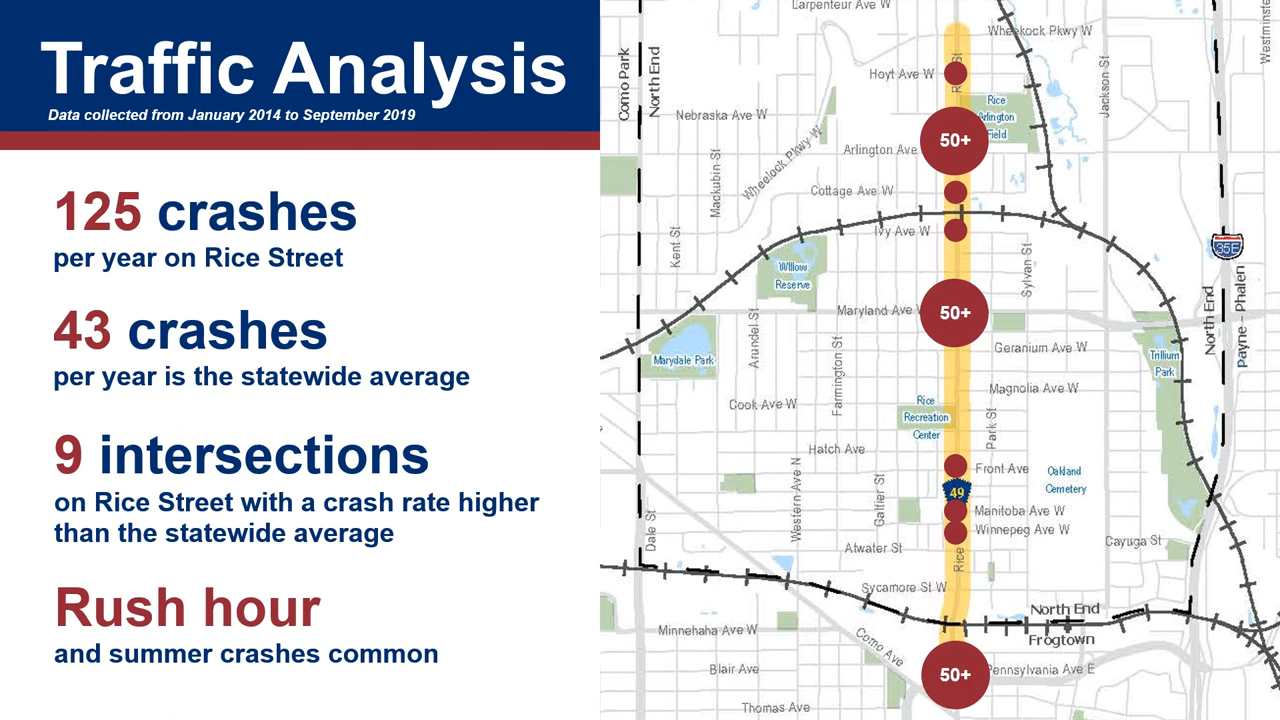 Traffic Analysis
Data collected from January 2014 to September 2019
125 crashes
per year on Rice Street
43 crashes
per year is the statewide average
9 intersections
on Rice Street with a crash rate higher
than the statewide average
Rush hour
and summer crashes common
Larpenteur Ave W
Wheelock Pkwy W
Westminster
Como Park
North End
Hoyt Ave W
Jackson St
Nebraska Ave W
Rice
Arlington
Field
Wheelock Pkwy W
Arlington Ave
50+
Mackubin St
Cottage Ave W
Kent St
Ivy Ave W
Sylvan St
35E
Willow
Reserve
Maryland Ave W
50+
North End
Payne - Phalen
Arundel St
Marydale Park
Farmington St
Geranium Ave W
Trillium
Park
Magnolia Ave W
Cook Ave W
Rice
Recreation
Center
Park St
Hatch Ave
Front Ave
Oakland
Cemetery
Western Ave N
Galtier St
49
Manitoba Ave W
Winnepeg Ave W
Dale St
Atwater St
Rice
Cayuga St
Sycamore St W
North End
Frogtown
Minnehaha Ave W
Como Ave
Blair Ave W
50+
Pennsylvania Ave E
Thomas Ave